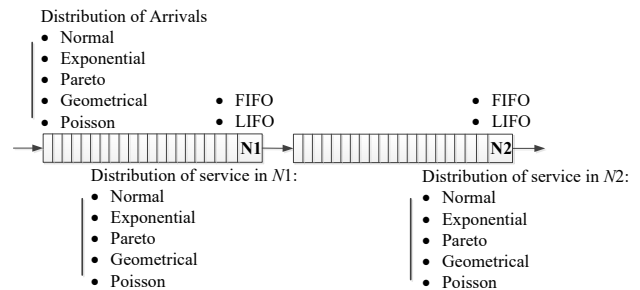 Distribution of Arrivals
• Normal
• Exponential
• Pareto
• Geometrical
• Poisson
• FIFO
• LIFO
• FIFO
• LIFO
N1
N2
Distribution of service in N1:
• Normal
• Exponential
• Pareto
• Geometrical
• Poisson
Distribution of service in N2:
• Normal
• Exponential
• Pareto
• Geometrical
• Poisson